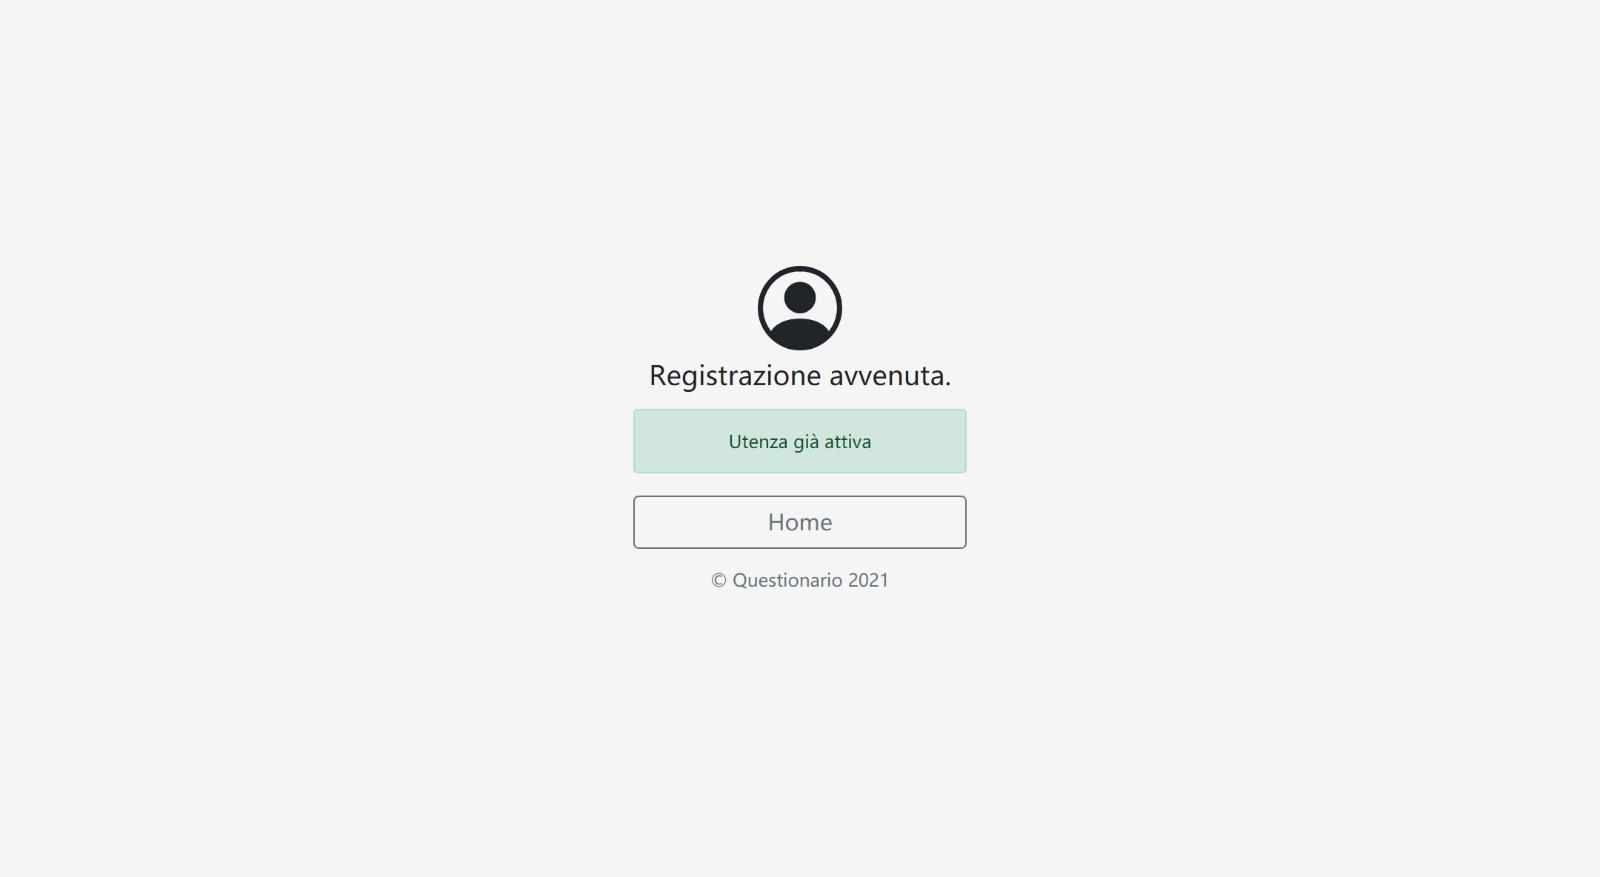 Registrazione avvenuta.
Utenza già attiva
Home
© Questionario 2021